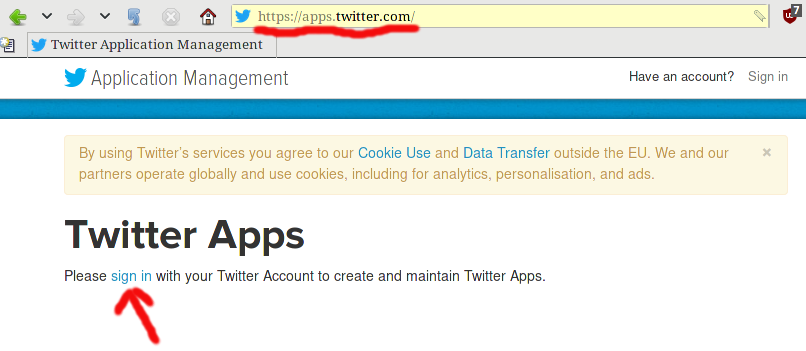 https://apps.twitter.com/
7
Twitter Application Management
Application Management
Have an account? Sign in
By using Twitter's services you agree to our Cookie Use and Data Transfer outside the EU. We and our
partners operate globally and use cookies, including for analytics, personalisation, and ads.
×
Twitter Apps
Please sign in with your Twitter Account to create and maintain Twitter Apps.